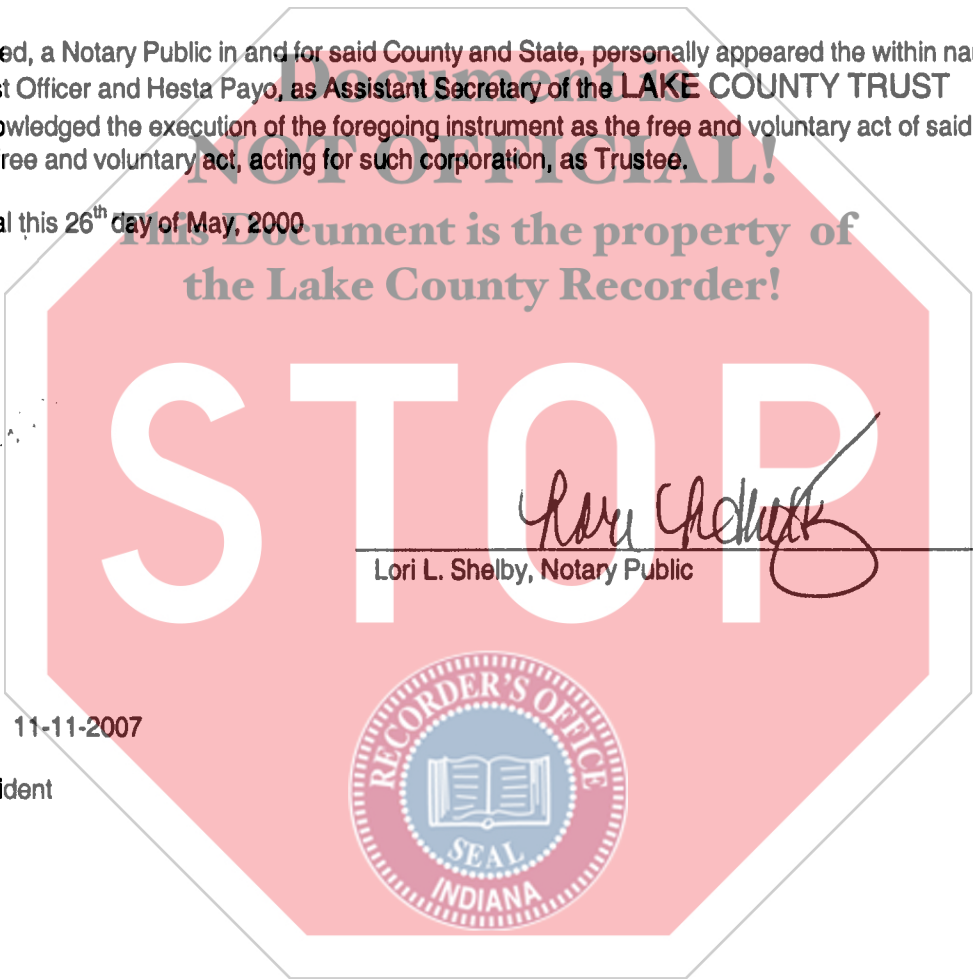 ed, a Notary Public in and for said County and State, personally appeared the within na
Document is
t Officer and Hesta Payo, as Assistant Secretary of the LAKE COUNTY TRUST
owledged the execution of the foregoing instrument as the free and voluntary act of said
NOT OFFICIAL!
ree and voluntary act, acting for such corporation, as Trustee.
al this 26th day of May, 2000
This Document is the property of
the Lake County Recorder!
STOP
Lori L. Shelby, Notary Public
RECORDER'S OFFICE
11-11-2007
ident
SEAL
INDIANA